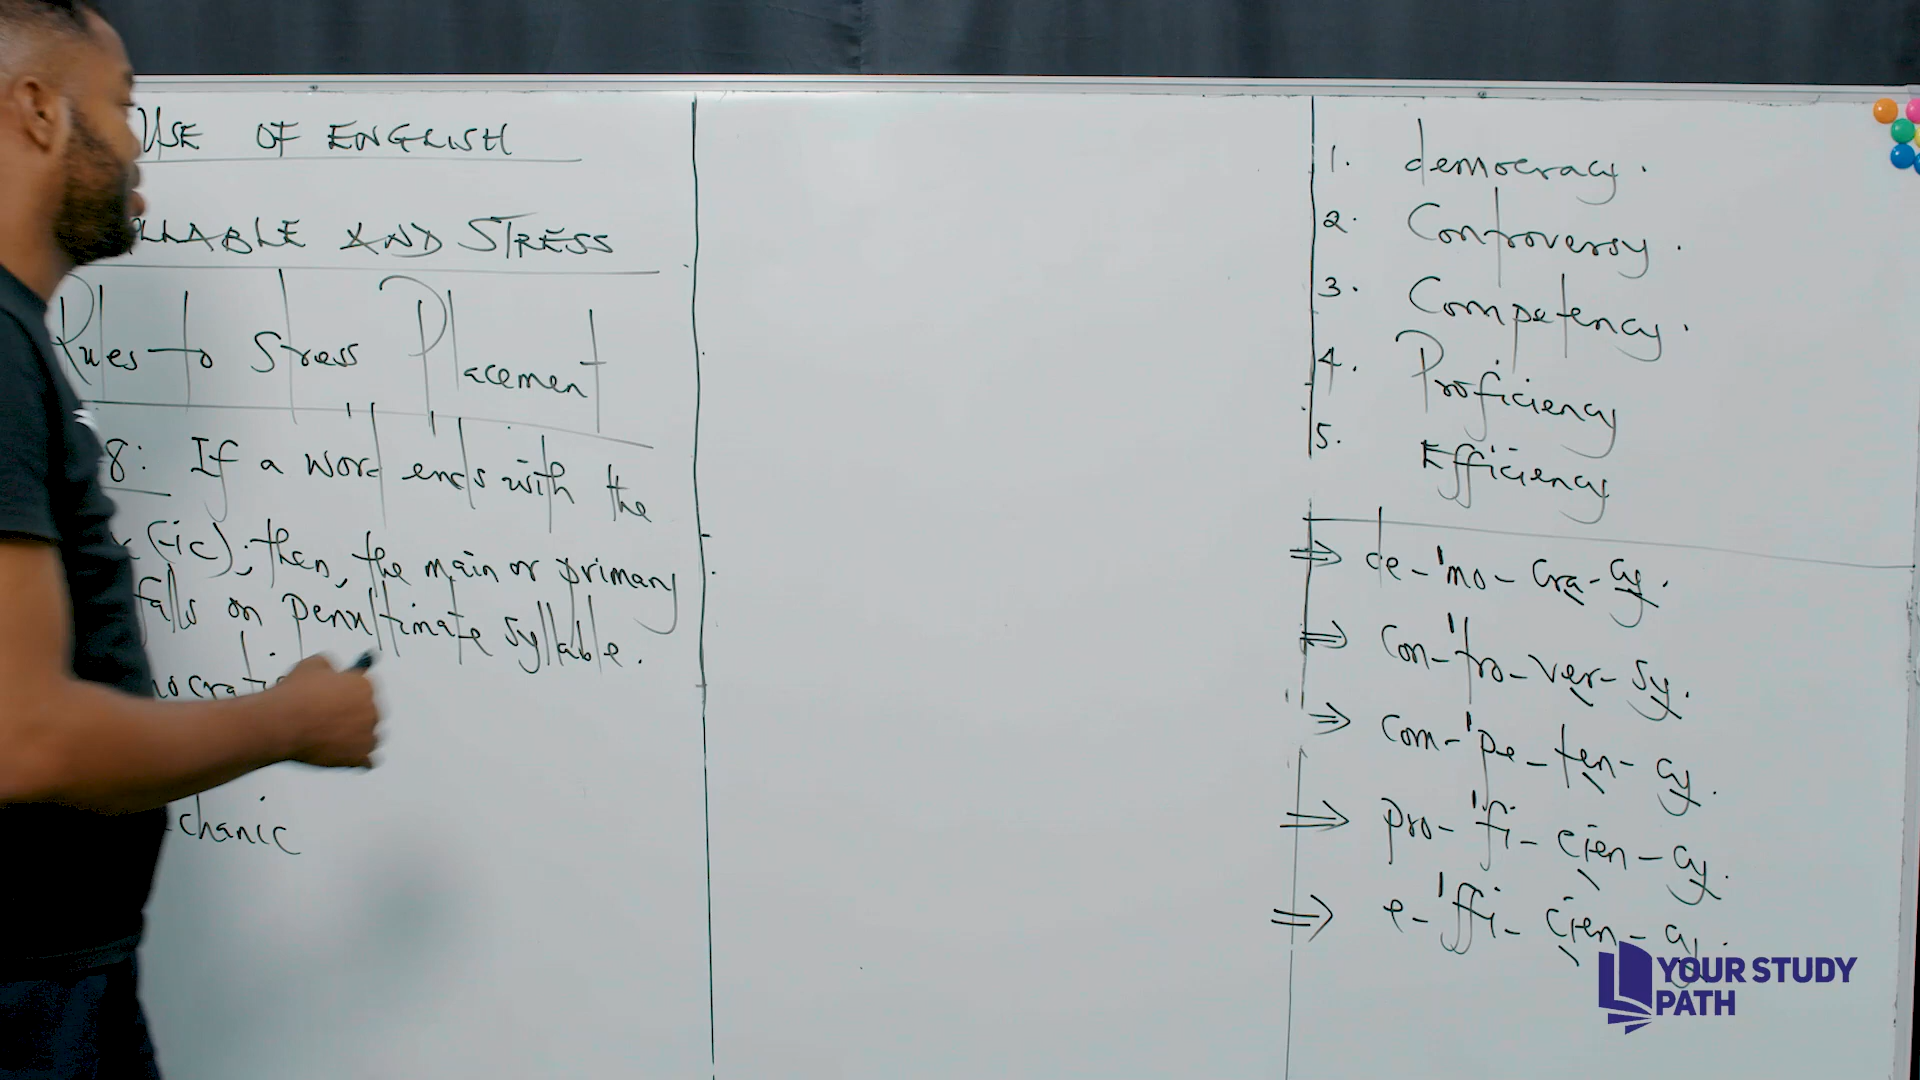 USE OF ENGLISH
LLABLE AND STRESS
Rules to Stress Placement
8: If a word ends with the
(-ic); then, the main or primary
falls on penultimate syllable.
mocratic
chanic
1. democracy.
2. Controversy.
3. Competency.
4. Proficiency
5. Efficiency
⇒ de-'mo-cra-cy.
⇒ con-'tro-ver-sy.
⇒ com-'pe-ten-cy.
⇒ pro-'fi-cien-cy.
⇒ e-'ffi-cien-cy.
YOUR STUDY
PATH